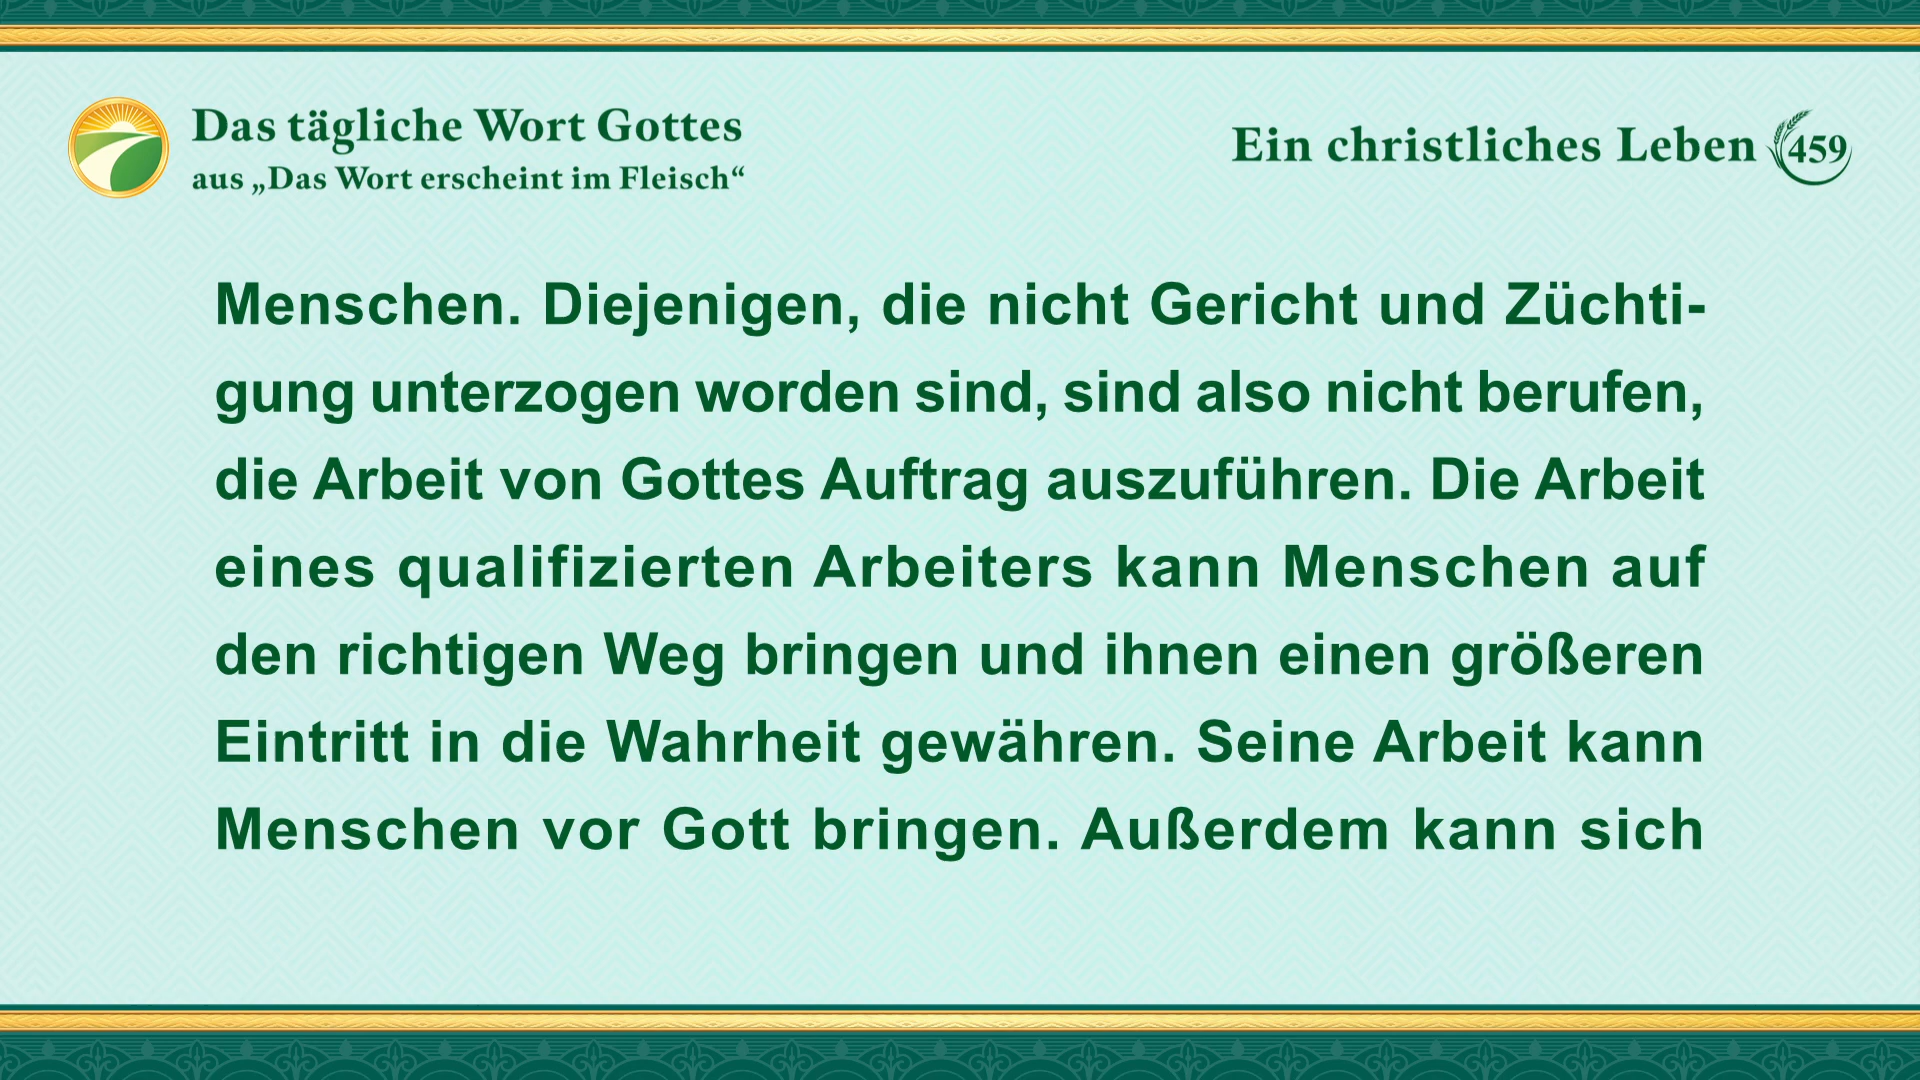 Das tägliche Wort Gottes
aus „Das Wort erscheint im Fleisch“
Ein christliches Leben 459
Menschen. Diejenigen, die nicht Gericht und Züchti-
gung unterzogen worden sind, sind also nicht berufen,
die Arbeit von Gottes Auftrag auszuführen. Die Arbeit
eines qualifizierten Arbeiters kann Menschen auf
den richtigen Weg bringen und ihnen einen größeren
Eintritt in die Wahrheit gewähren. Seine Arbeit kann
Menschen vor Gott bringen. Außerdem kann sich